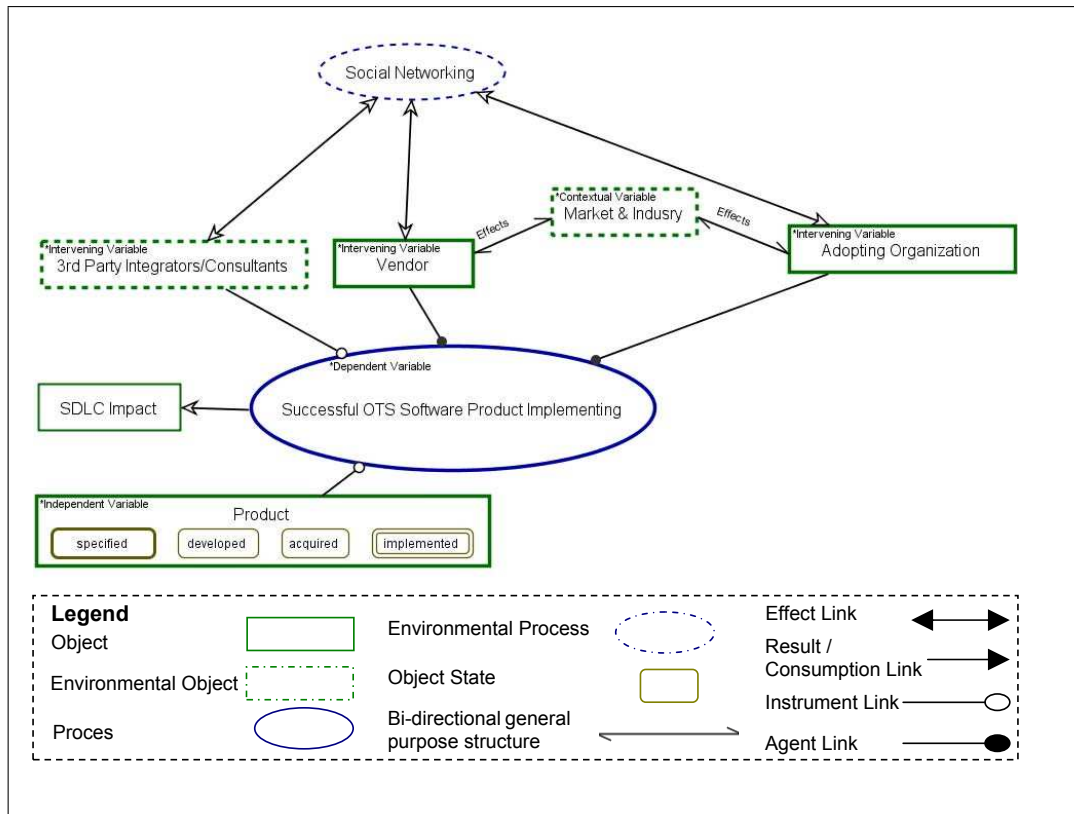 Social Networking
*Contextual Variable
Market & Indusry
Effects
Effects
*Intervening Variable
3rd Party Integrators/Consultants
*Intervening Variable
Vendor
*Intervening Variable
Adopting Organization
*Dependent Variable
Successful OTS Software Product Implementing
SDLC Impact
*Independent Variable
Product
specified
developed
acquired
implemented
Legend
Object
Environmental Object
Proces
Environmental Process
Object State
Bi-directional general
purpose structure
Effect Link
Result /
Consumption Link
Instrument Link
Agent Link